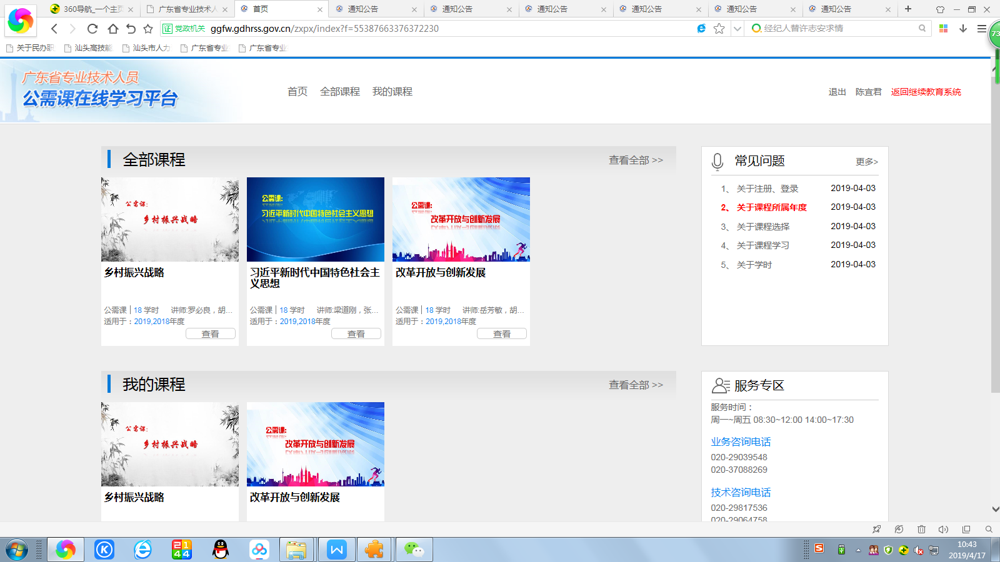 360导航_一个主页
广东省专业技术人
首页
通知公告
通知公告
通知公告
通知公告
通知公告
通知公告
证 党政机关 ggfw.gdhrss.gov.cn/zxpx/index?f=55387663376372230
经纪人替许志安求情
73
关于民办职
汕头高技能
汕头市人力
广东省专业
广东省专业
广东省专业技术人员
公需课在线学习平台
首页 全部课程 我的课程
退出 陈宜君 返回继续教育系统
全部课程
查看全部 >>
公需课:
乡村振兴战略
乡村振兴战略
公需课 | 18 学时 讲师:罗必良，胡...
适用于：2019,2018年度
查看
公需课:
习近平新时代中国特色社会主义思想
习近平新时代中国特色社会主
义思想
公需课 | 18 学时 讲师:梁道刚，张...
适用于：2019,2018年度
查看
公需课:
改革开放与创新发展
改革开放与创新发展
公需课 | 18 学时 讲师:岳芳敏，胡...
适用于：2019,2018年度
查看
常见问题
更多>
1、 关于注册、登录 2019-04-03
2、 关于课程所属年度 2019-04-03
3、 关于课程选择 2019-04-03
4、 关于课程学习 2019-04-03
5、 关于学时 2019-04-03
我的课程
查看全部 >>
公需课:
乡村振兴战略
乡村振兴战略
公需课:
改革开放与创新发展
改革开放与创新发展
服务专区
服务时间：
周一~周五 08:30~12:00 14:00~17:30
业务咨询电话
020-29039548
020-37088269
技术咨询电话
020-29817536
020-29064758
2144
10:43
2019/4/17